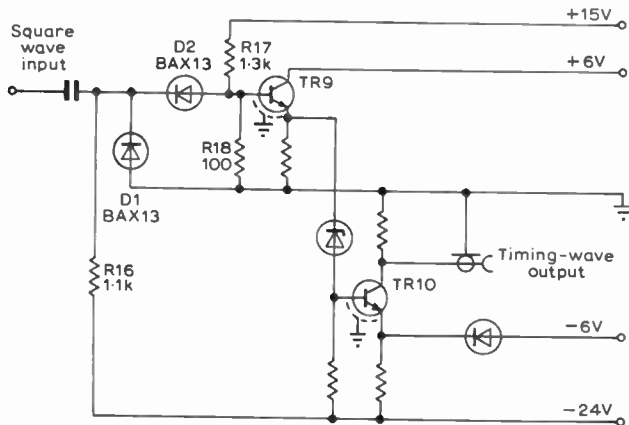 Square
wave
input
D2
BAX13
R17
1·3k
+15V
+6V
TR9
R18
100
D1
BAX13
R16
1·1k
Timing-wave
output
TR10
−6V
−24V